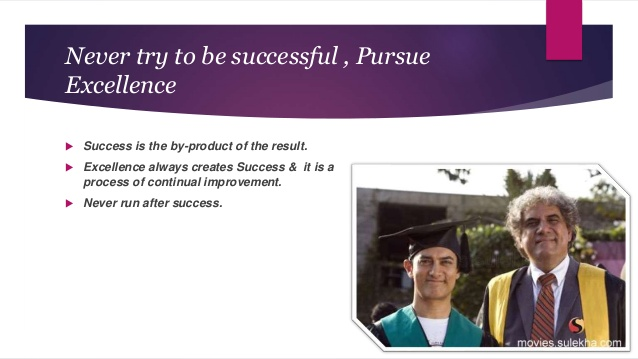 Never try to be successful , Pursue
Excellence
Success is the by-product of the result.
Excellence always creates Success & it is a
process of continual improvement.
Never run after success.
movies.sulekha.com